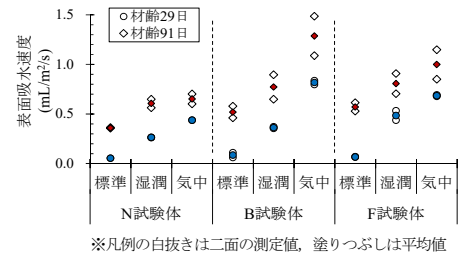 ○材齢29日
◇材齢91日
表面吸水速度
(mL/m²/s)
1.5
1.0
0.5
0.0
標準 湿潤 気中 標準 湿潤 気中 標準 湿潤 気中
N試験体 B試験体 F試験体
※凡例の白抜きは二面の測定値，塗りつぶしは平均値